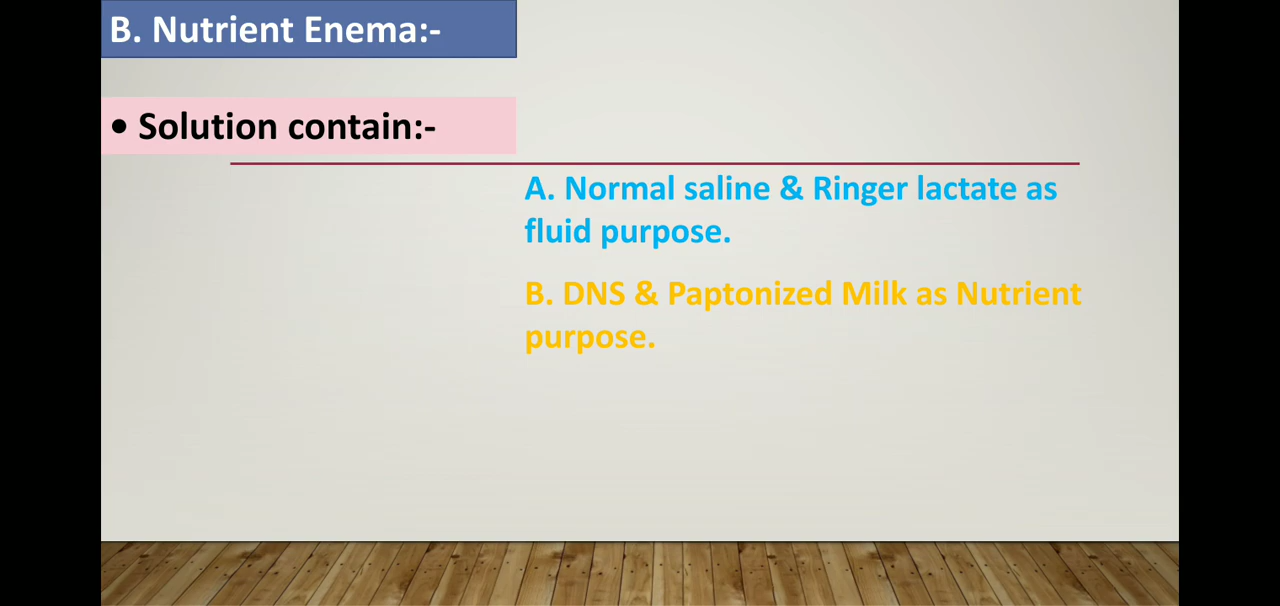 B. Nutrient Enema:-
• Solution contain:-
A. Normal saline & Ringer lactate as
fluid purpose.
B. DNS & Paptonized Milk as Nutrient
purpose.